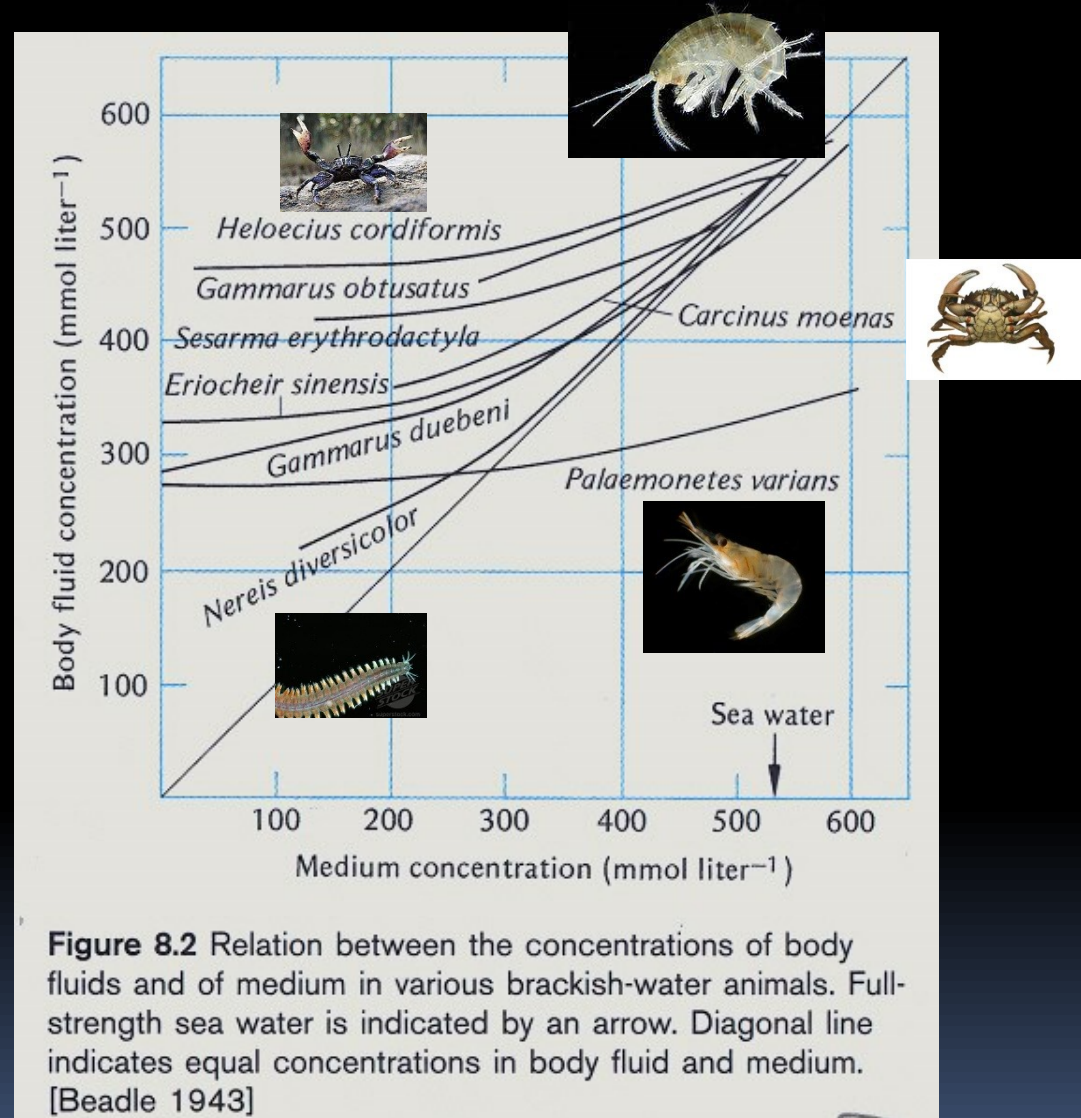 600
500
400
300
200
100
Body fluid concentration (mmol liter−1)
Heloecius cordiformis
Gammarus obtusatus
Sesarma erythrodactyla
Eriocheir sinensis
Gammarus duebeni
Nereis diversicolor
Carcinus moenas
Palaemonetes varians
Sea water
100 200 300 400 500 600
Medium concentration (mmol liter−1)
Figure 8.2 Relation between the concentrations of body
fluids and of medium in various brackish-water animals. Full-
strength sea water is indicated by an arrow. Diagonal line
indicates equal concentrations in body fluid and medium.
[Beadle 1943]